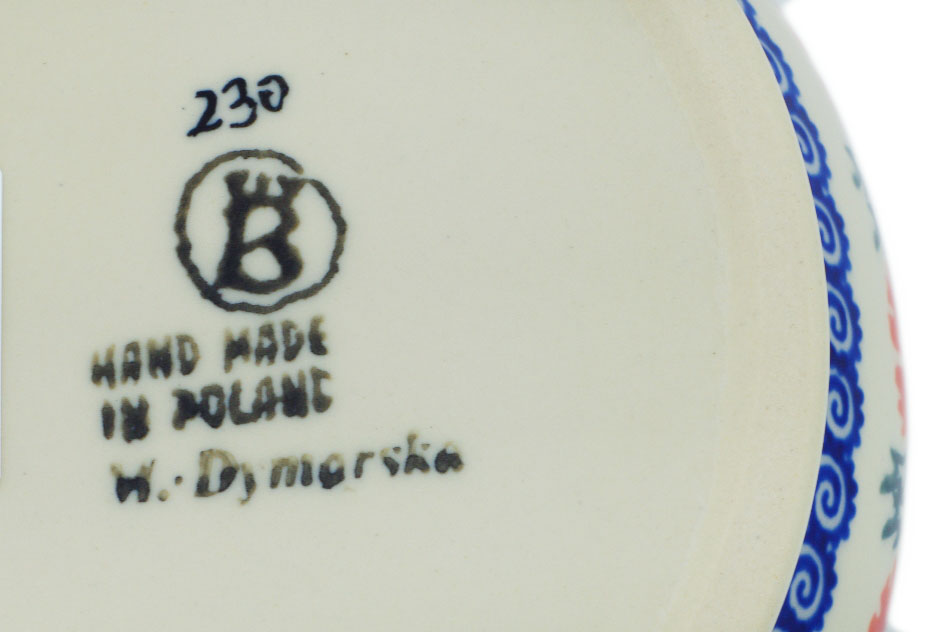 230
B
HAND MADE
IN POLAND
W. Dymarska